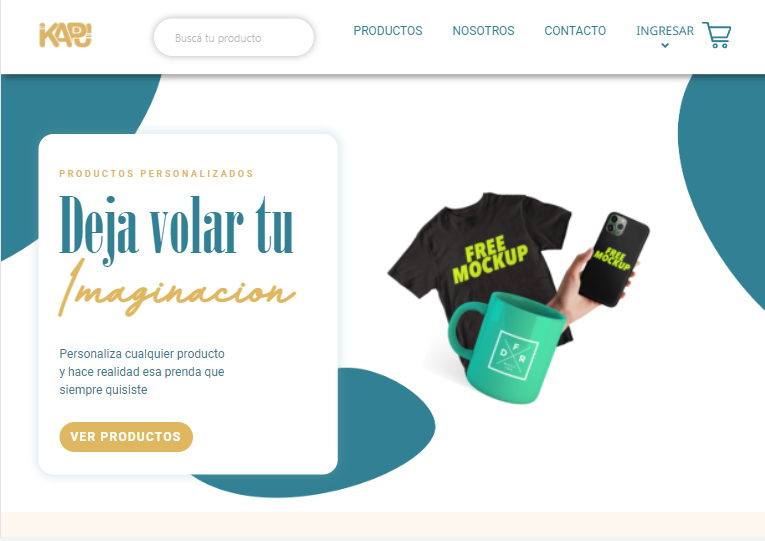 KAPU!
Buscá tu producto
PRODUCTOS
NOSOTROS
CONTACTO
INGRESAR
PRODUCTOS PERSONALIZADOS
Deja volar tu
Imaginacion
Personaliza cualquier producto
y hace realidad esa prenda que
siempre quisiste
VER PRODUCTOS
FREE
MOCKUP
FREE
MOCKUP
F
D R